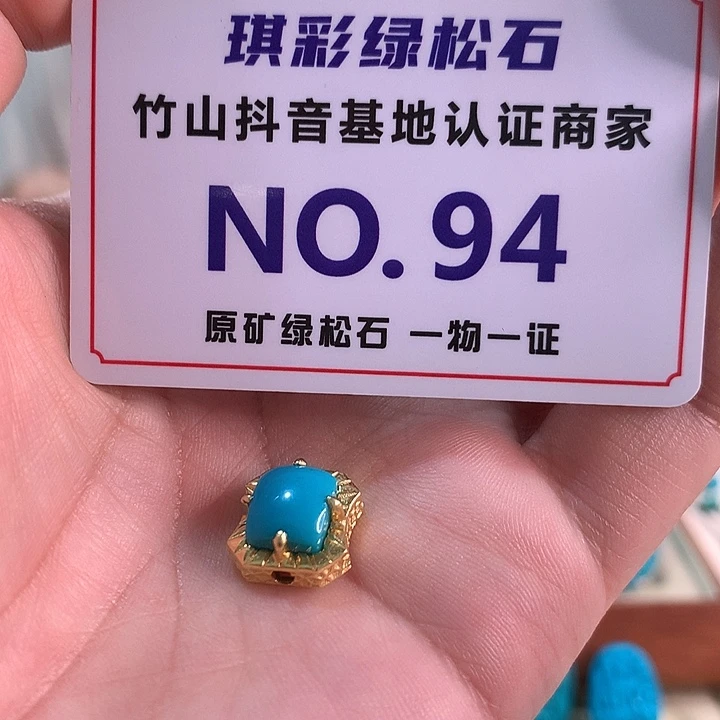 琪彩绿松石
竹山抖音基地认证商家
NO.94
原矿绿松石 一物一证